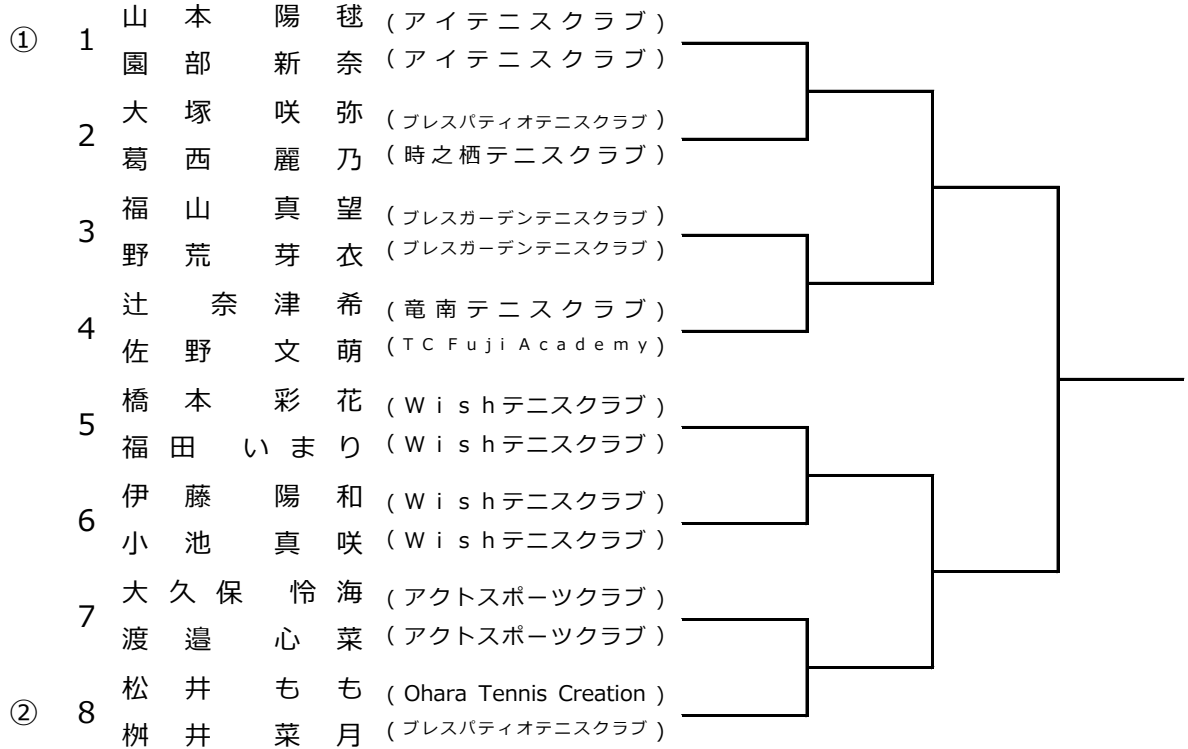 ① 1 山本 陽毬 (アイテニスクラブ)
園部 新奈 (アイテニスクラブ)
2 大塚 咲弥 (ブレスパティオテニスクラブ)
葛西 麗乃 (時之栖テニスクラブ)
3 福山 真望 (ブレスガーデンテニスクラブ)
野荒 芽衣 (ブレスガーデンテニスクラブ)
4 辻 奈津希 (竜南テニスクラブ)
佐野 文萌 (TC Fuji Academy)
5 橋本 彩花 (Wishテニスクラブ)
福田 いまり (Wishテニスクラブ)
6 伊藤 陽和 (Wishテニスクラブ)
小池 真咲 (Wishテニスクラブ)
7 大久保 怜海 (アクトスポーツクラブ)
渡邉 心菜 (アクトスポーツクラブ)
② 8 松井 もも (Ohara Tennis Creation)
桝井 菜月 (ブレスパティオテニスクラブ)